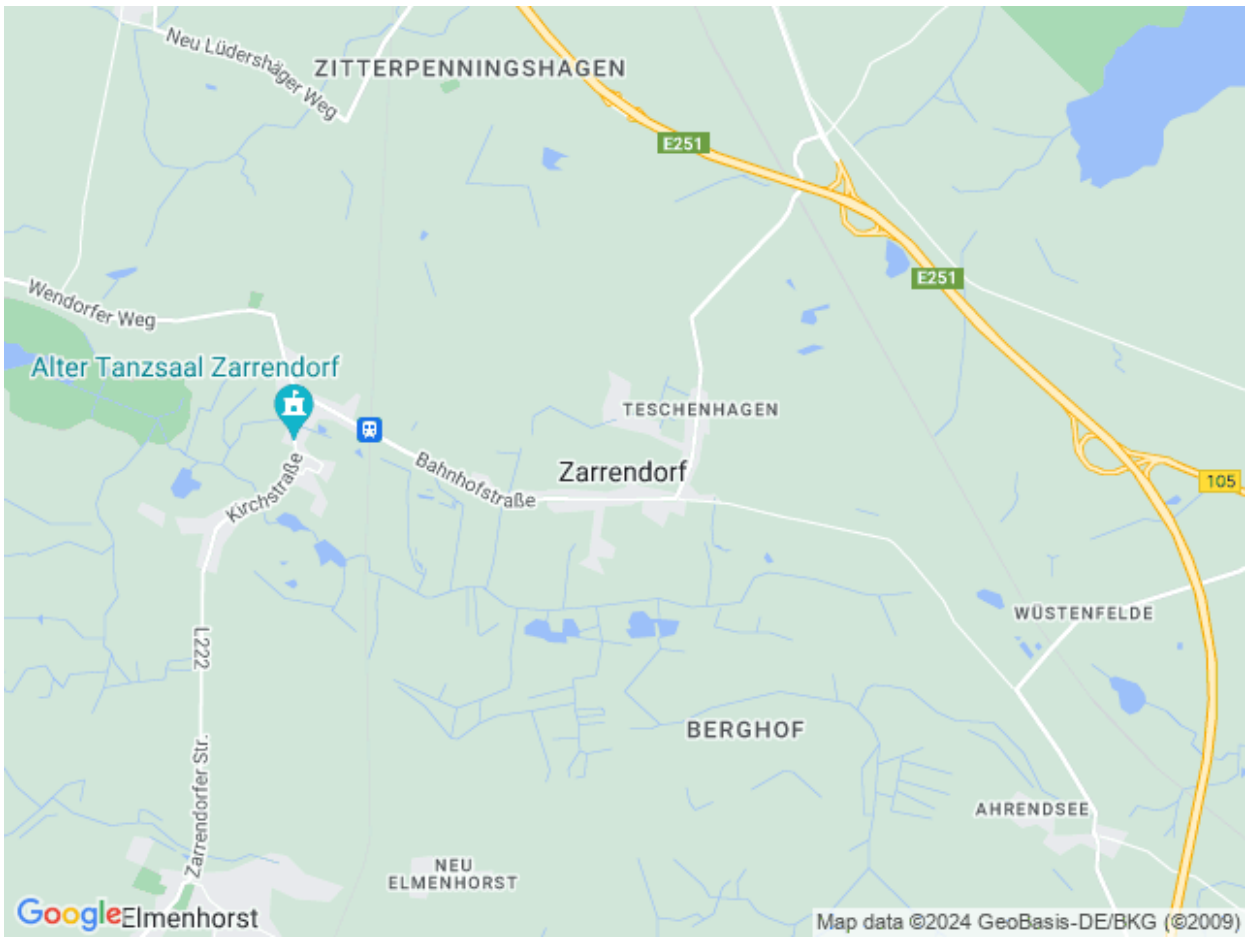 Neu Lüdershäger Weg
ZITTERPENNINGSHAGEN
E251
E251
Wendorfer Weg
Alter Tanzsaal Zarrendorf
TESCHENHAGEN
Bahnhofstraße
Zarrendorf
105
Kirchstraße
WÜSTENFELDE
L222
BERGHOF
Zarrendorfer Str.
AHRENDSEE
NEU
ELMENHORST
Google
Elmenhorst
Map data ©2024 GeoBasis-DE/BKG (©2009)